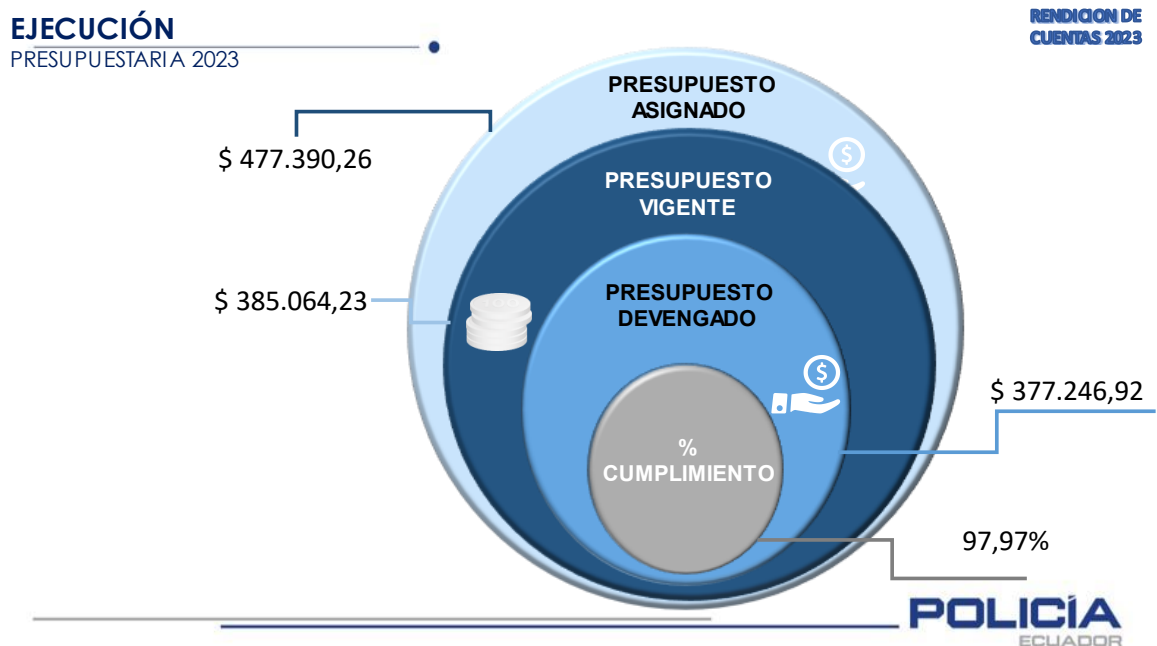 EJECUCIÓN
PRESUPUESTARIA 2023
RENDICION DE
CUENTAS 2023
PRESUPUESTO
ASIGNADO
$ 477.390,26
$
PRESUPUESTO
VIGENTE
$ 385.064,23
PRESUPUESTO
DEVENGADO
$
$ 377.246,92
%
CUMPLIMIENTO
97,97%
POLICÍA
ECUADOR